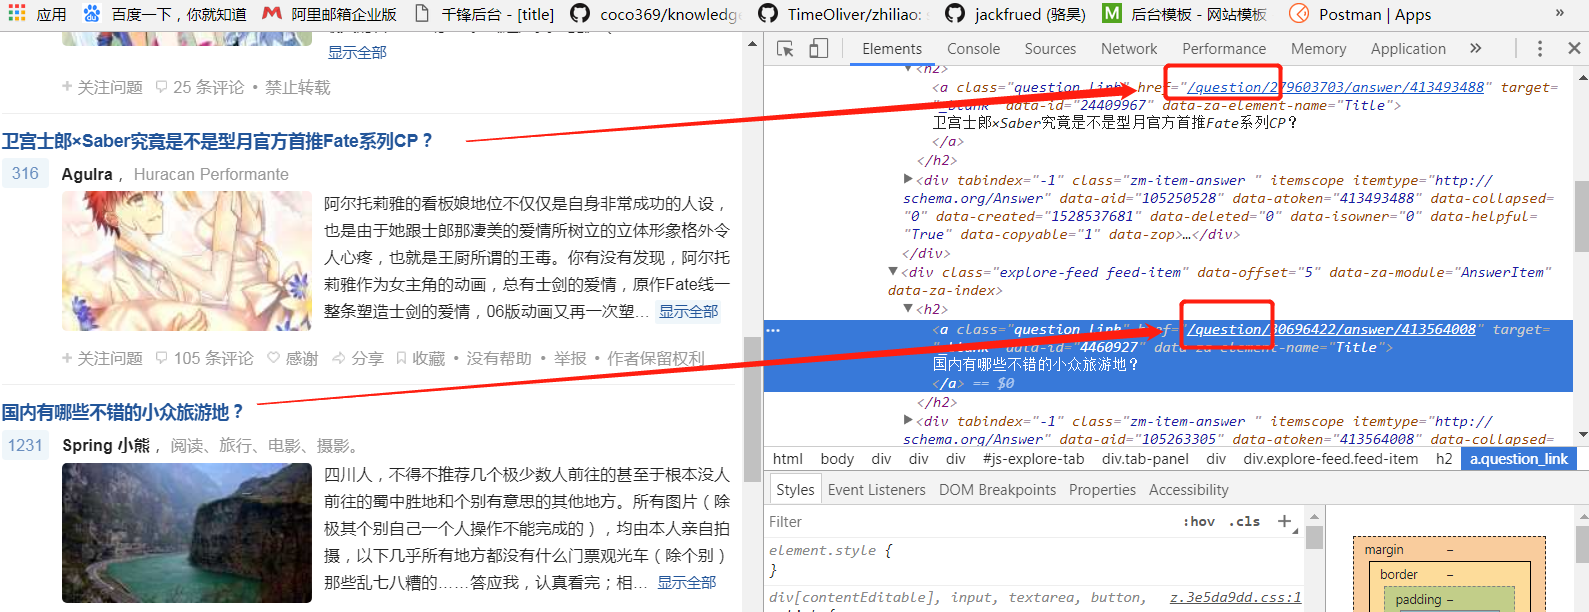 应用 百度一下，你就知道 阿里邮箱企业版 千锋后台 - [title] coco369/knowledg TimeOliver/zhiliao: jackfrued (骆昊) 后台模板 - 网站模板 Postman | Apps »
显示全部
+ 关注问题 25 条评论 • 禁止转载
卫宫士郎×Saber究竟是不是型月官方首推Fate系列CP？
316 Agulra， Huracan Performante
阿尔托莉雅的看板娘地位不仅仅是自身非常成功的人设，
也是由于她跟士郎那凄美的爱情所树立的立体形象格外令
人心疼，也就是王厨所谓的王毒。你有没有发现，阿尔托
莉雅作为女主角的动画，总有士剑的爱情，原作Fate线一
整条塑造士剑的爱情，06版动画又再一次塑... 显示全部
+ 关注问题 105 条评论 感谢 分享 收藏 • 没有帮助 • 举报 • 作者保留权利
国内有哪些不错的小众旅游地？
1231 Spring 小熊， 阅读、旅行、电影、摄影。
四川人，不得不推荐几个极少数人前往的甚至于根本没人
前往的蜀中胜地和个别有意思的其他地方。所有图片（除
极其个别自己一个人操作不能完成的），均由本人亲自拍
摄，以下几乎所有地方都没有什么门票观光车（除个别）
那些乱七八糟的……答应我，认真看完；相... 显示全部
Elements Console Sources Network Performance Memory Application »
▼<h2>
<a class="question_link" href="/question/279603703/answer/413493488" target=
"_blank" data-id="24409967" data-za-element-name="Title">
卫宫士郎×Saber究竟是不是型月官方首推Fate系列CP？
</a>
</h2>
▶<div tabindex="-1" class="zm-item-answer " itemscope itemtype="http://
schema.org/Answer" data-aid="105250528" data-atoken="413493488" data-collapsed=
"0" data-created="1528537681" data-deleted="0" data-isowner="0" data-helpful=
"True" data-copyable="1" data-zop>…</div>
</div>
▼<div class="explore-feed feed-item" data-offset="5" data-za-module="AnswerItem"
data-za-index>
▼<h2>
… <a class="question_link" href="/question/30696422/answer/413564008" target=
"_blank" data-id="4460927" data-za-element-name="Title">
国内有哪些不错的小众旅游地？
</a> == $0
</h2>
▶<div tabindex="-1" class="zm-item-answer " itemscope itemtype="http://
schema.org/Answer" data-aid="105263305" data-atoken="413564008" data-collapsed=
html body div div div #js-explore-tab div.tab-panel div div.explore-feed.feed-item h2 a.question_link
Styles Event Listeners DOM Breakpoints Properties Accessibility
Filter :hov .cls +
element.style {
}
div[contentEditable], input, textarea, button, z.3e5da9dd.css:1
margin –
border –
padding –